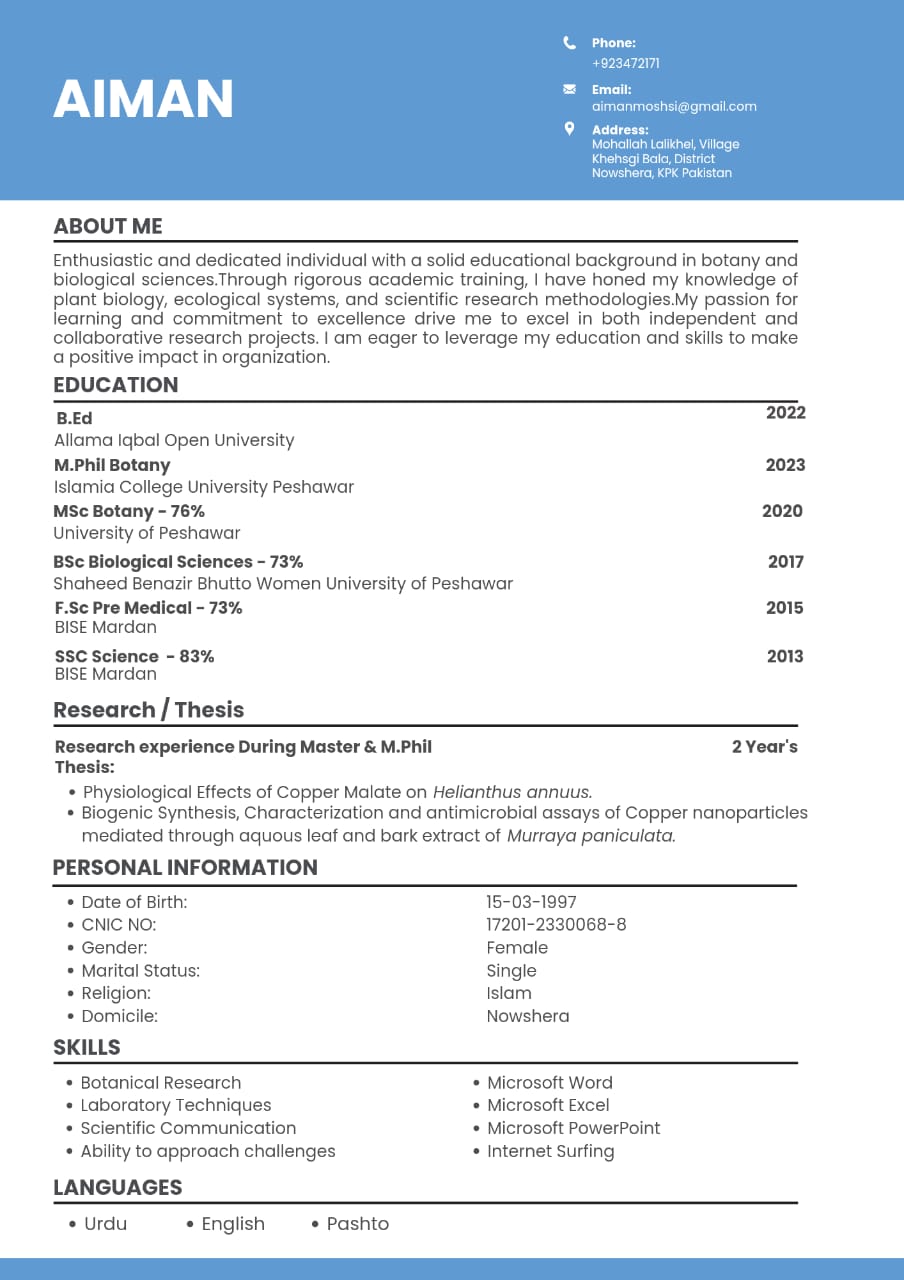 AIMAN
Phone:
+923472171
Email:
aimanmoshsi@gmail.com
Address:
Mohallah Lalikhel, Village
Khehsgi Bala, District
Nowshera, KPK Pakistan
ABOUT ME
Enthusiastic and dedicated individual with a solid educational background in botany and
biological sciences.Through rigorous academic training, I have honed my knowledge of
plant biology, ecological systems, and scientific research methodologies.My passion for
learning and commitment to excellence drive me to excel in both independent and
collaborative research projects. I am eager to leverage my education and skills to make
a positive impact in organization.
EDUCATION
B.Ed 2022
Allama Iqbal Open University
M.Phil Botany 2023
Islamia College University Peshawar
MSc Botany - 76% 2020
University of Peshawar
BSc Biological Sciences - 73% 2017
Shaheed Benazir Bhutto Women University of Peshawar
F.Sc Pre Medical - 73% 2015
BISE Mardan
SSC Science - 83% 2013
BISE Mardan
Research / Thesis
Research experience During Master & M.Phil 2 Year's
Thesis:
• Physiological Effects of Copper Malate on Helianthus annuus.
• Biogenic Synthesis, Characterization and antimicrobial assays of Copper nanoparticles
mediated through aquous leaf and bark extract of Murraya paniculata.
PERSONAL INFORMATION
• Date of Birth: 15-03-1997
• CNIC NO: 17201-2330068-8
• Gender: Female
• Marital Status: Single
• Religion: Islam
• Domicile: Nowshera
SKILLS
• Botanical Research
• Laboratory Techniques
• Scientific Communication
• Ability to approach challenges
• Microsoft Word
• Microsoft Excel
• Microsoft PowerPoint
• Internet Surfing
LANGUAGES
• Urdu • English • Pashto